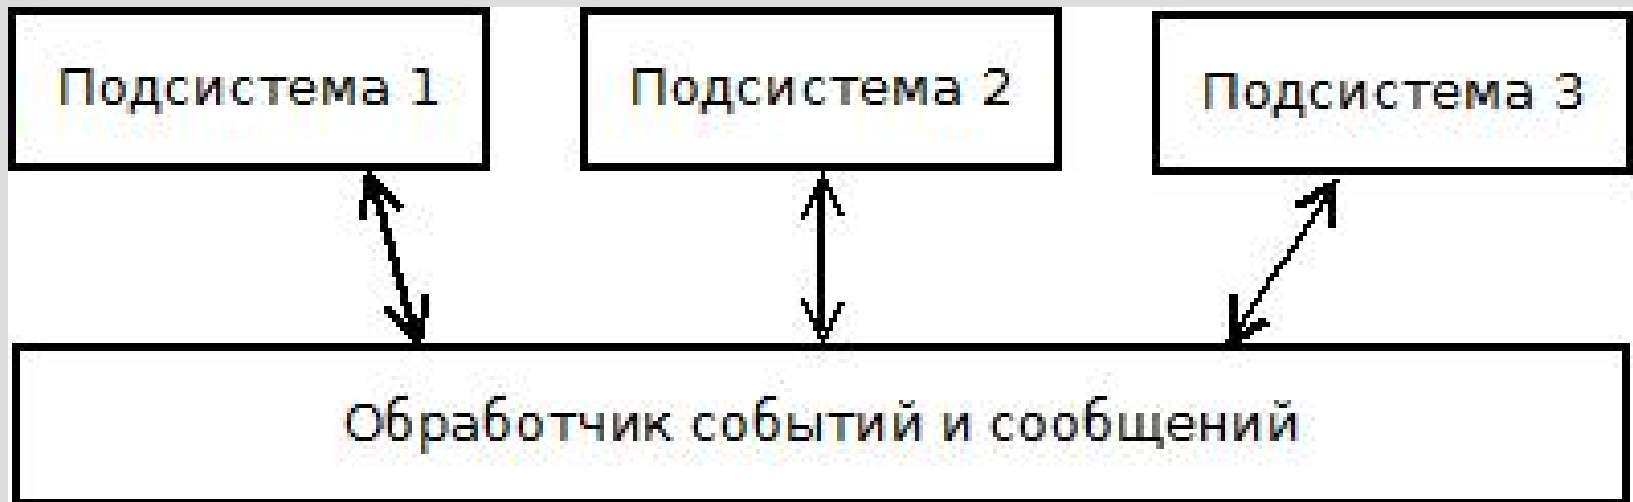 Подсистема 1
Подсистема 2
Подсистема 3
Обработчик событий и сообщений